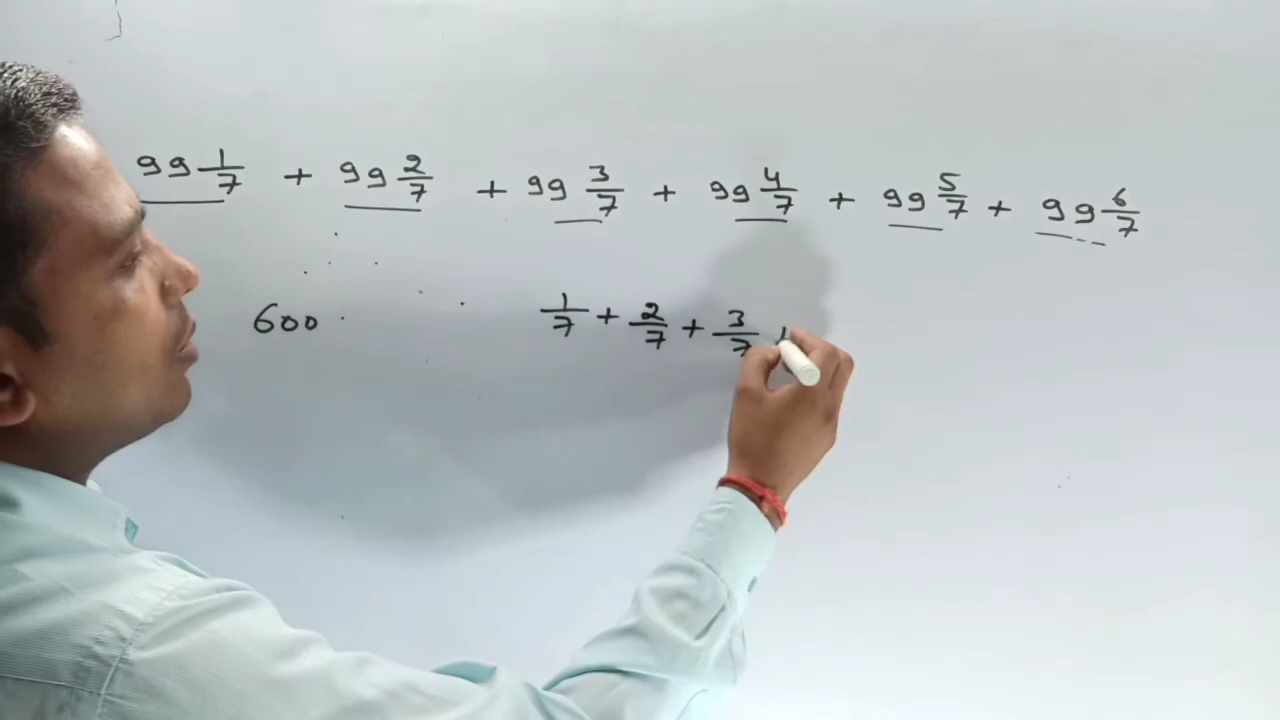 99 1/7 + 99 2/7 + 99 3/7 + 99 4/7 + 99 5/7 + 99 6/7
600 1/7 + 2/7 + 3/7 +